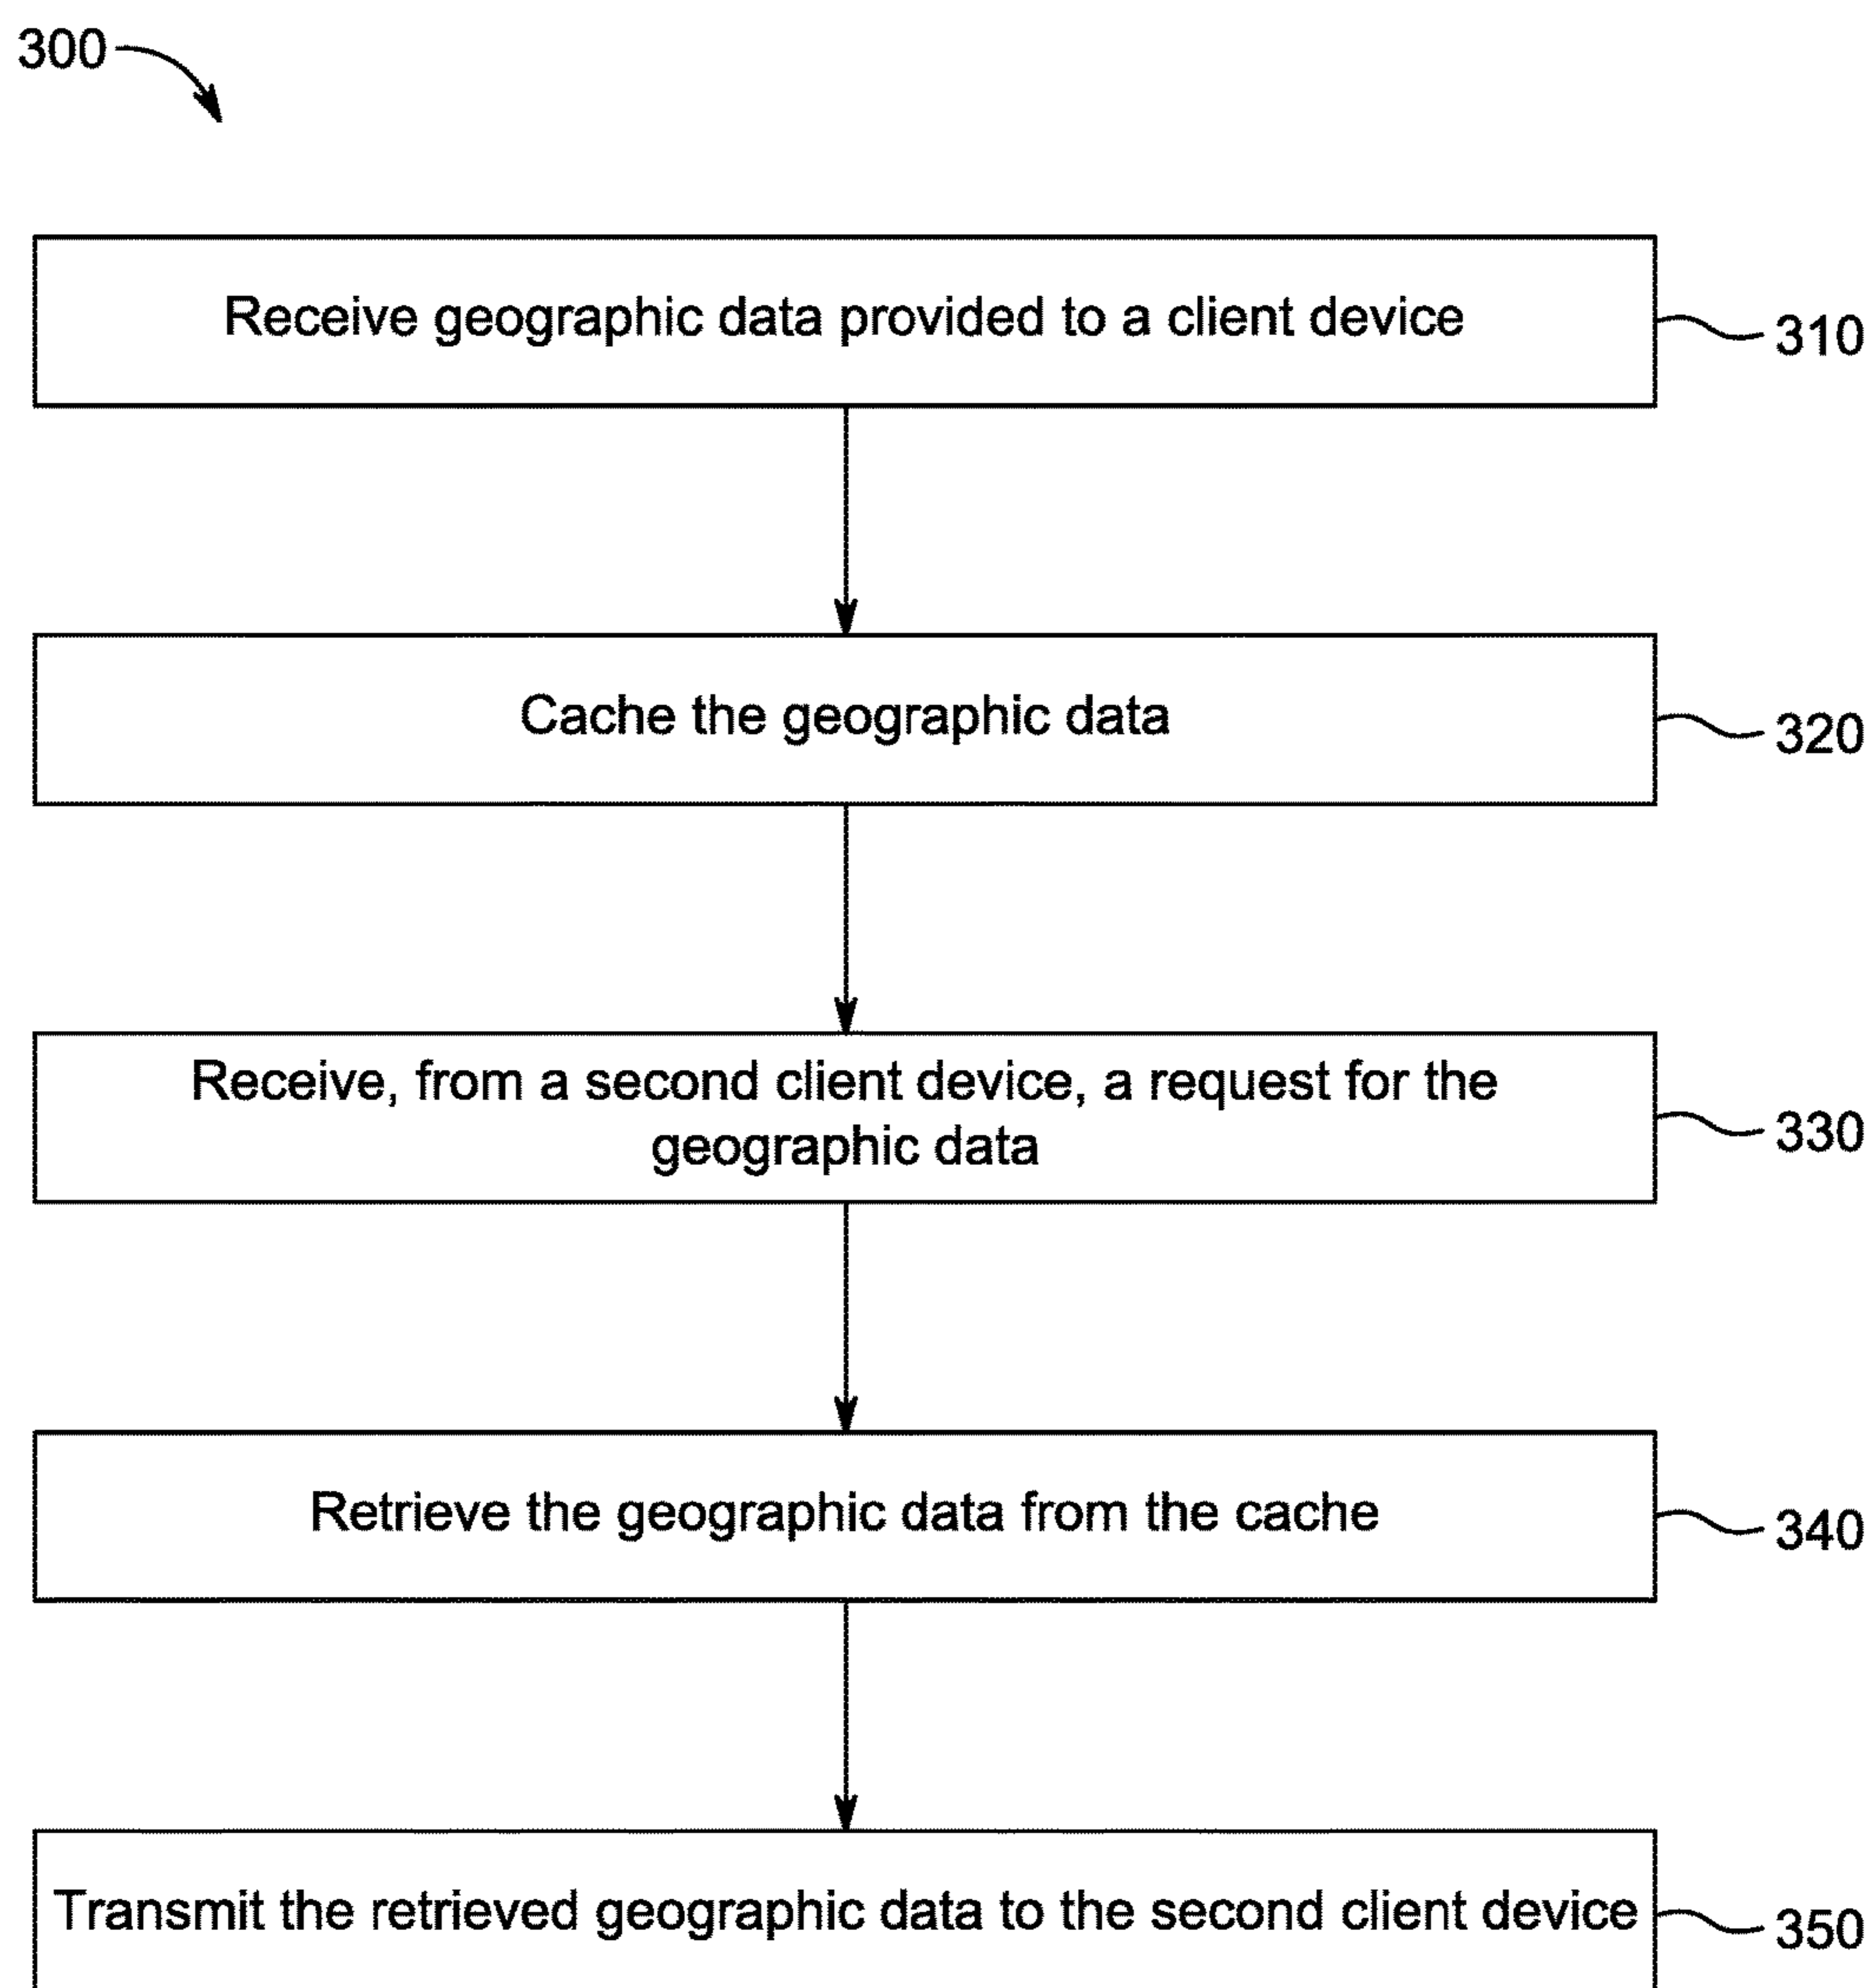 300
Receive geographic data provided to a client device
310
Cache the geographic data
320
Receive, from a second client device, a request for the
geographic data
330
Retrieve the geographic data from the cache
340
Transmit the retrieved geographic data to the second client device
350